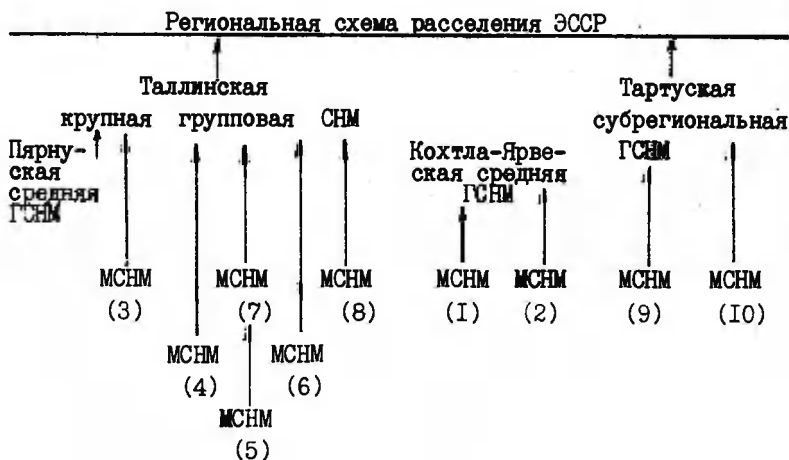 Региональная схема расселения ЭССР
Таллинская
крупная групповая СНМ
Тартуская
субрегиональная
ГСНМ
Пярну-
ская
средняя
ГСНМ
Кохтла-Ярве-
ская средняя
ГСНМ
МСНМ МСНМ МСНМ МСНМ МСНМ МСНМ МСНМ
(3) (7) (8) (I) (2) (9) (IO)
МСНМ МСНМ
(4) (6)
МСНМ
(5)